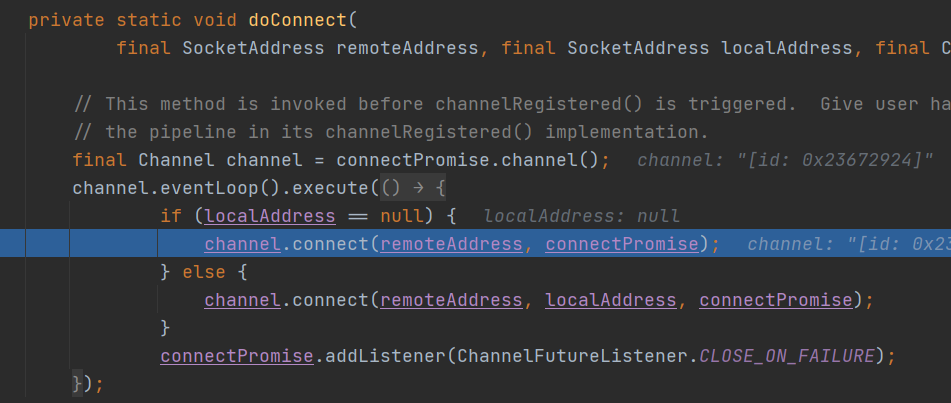 private static void doConnect(
final SocketAddress remoteAddress, final SocketAddress localAddress, final
// This method is invoked before channelRegistered() is triggered.  Give user
// the pipeline in its channelRegistered() implementation.
final Channel channel = connectPromise.channel();  channel: "[id: 0x23672924]"
channel.eventLoop().execute(() → {
if (localAddress == null) {  localAddress: null
channel.connect(remoteAddress, connectPromise);  channel: "[id:
} else {
channel.connect(remoteAddress, localAddress, connectPromise);
}
connectPromise.addListener(ChannelFutureListener.CLOSE_ON_FAILURE);
});